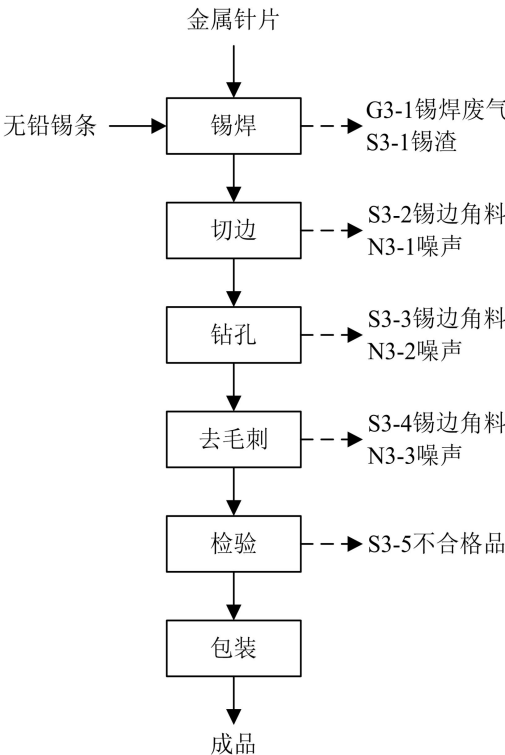 金属针片
无铅锡条
锡焊
G3-1锡焊废气
S3-1锡渣
切边
S3-2锡边角料
N3-1噪声
钻孔
S3-3锡边角料
N3-2噪声
去毛刺
S3-4锡边角料
N3-3噪声
检验
S3-5不合格品
包装
成品